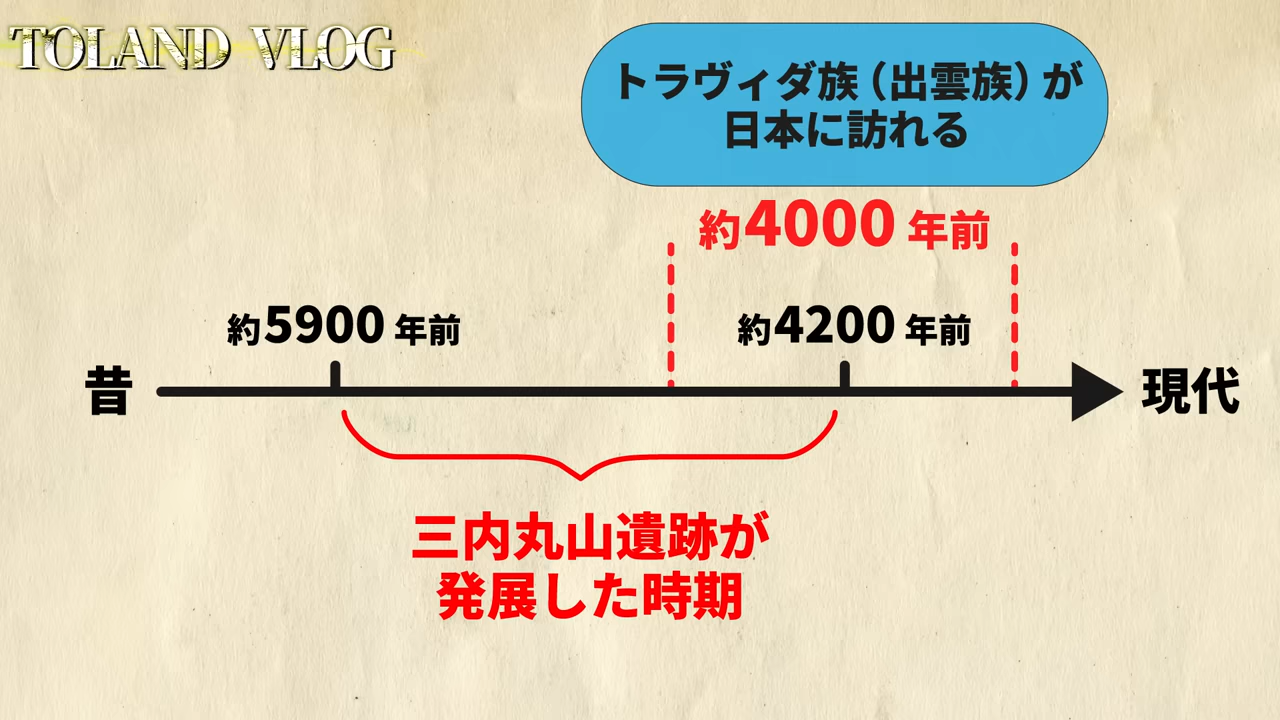 TOLAND VLOG
トラヴィダ族（出雲族）が
日本に訪れる
約4000年前
約5900年前
約4200年前
昔
現代
三内丸山遺跡が
発展した時期